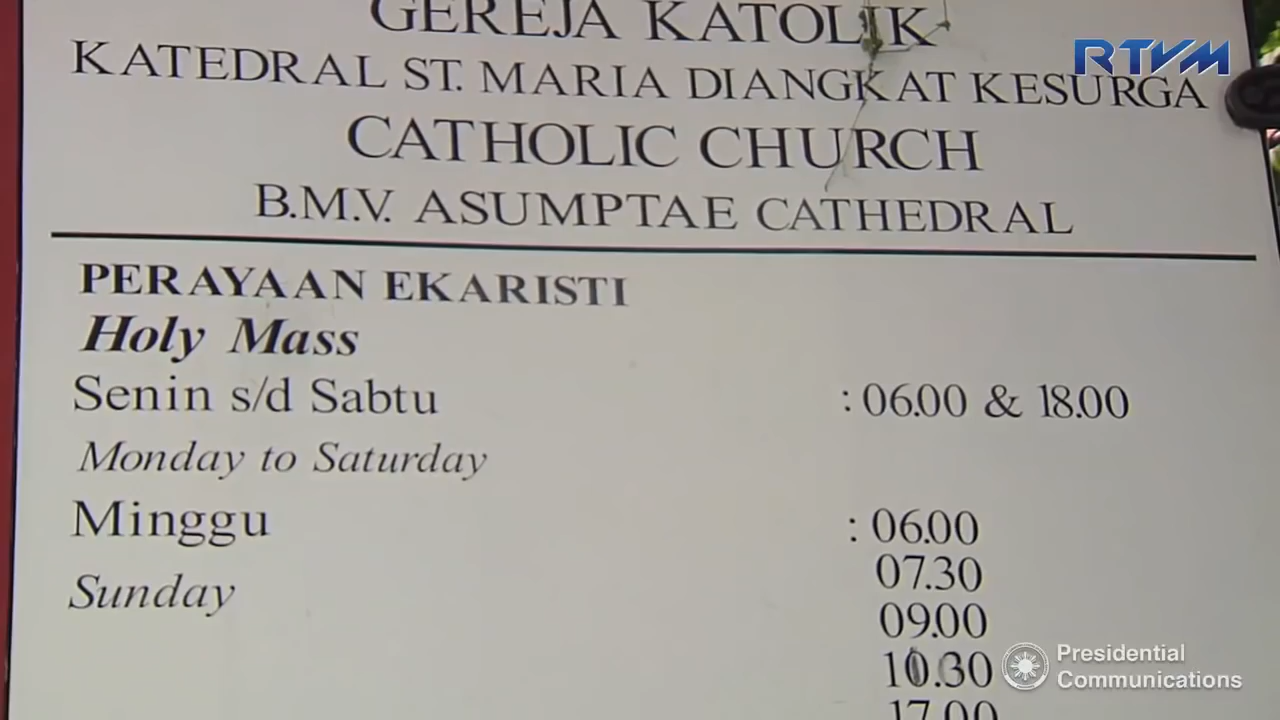 GEREJA KATOLIK
RTVM
KATEDRAL ST. MARIA DIANGKAT KESURGA
CATHOLIC CHURCH
B.M.V. ASUMPTAE CATHEDRAL
PERAYAAN EKARISTI
Holy Mass
Senin s/d Sabtu : 06.00 & 18.00
Monday to Saturday
Minggu : 06.00
07.30
Sunday
09.00
10.30
Presidential
Communications
17.00